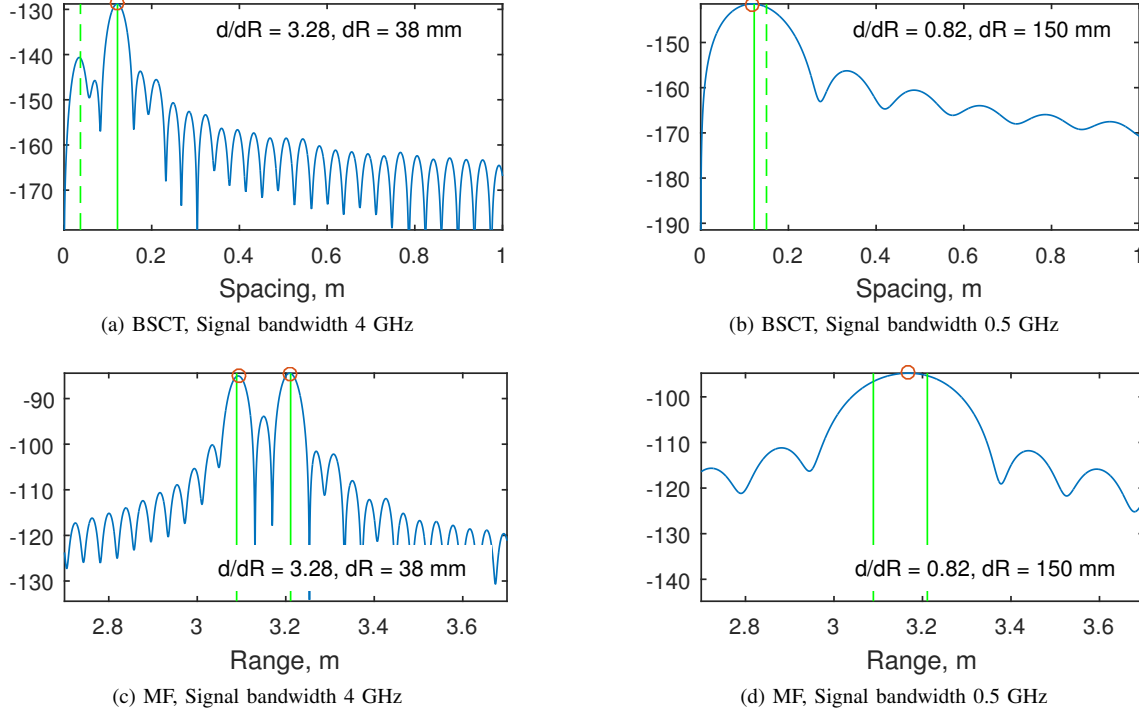 -130
-140
-150
-160
-170
d/dR = 3.28, dR = 38 mm
0 0.2 0.4 0.6 0.8 1
Spacing, m
(a) BSCT, Signal bandwidth 4 GHz
-150
-160
-170
-180
-190
d/dR = 0.82, dR = 150 mm
0 0.2 0.4 0.6 0.8 1
Spacing, m
(b) BSCT, Signal bandwidth 0.5 GHz
-90
-100
-110
-120
-130
d/dR = 3.28, dR = 38 mm
2.8 3 3.2 3.4 3.6
Range, m
(c) MF, Signal bandwidth 4 GHz
-100
-110
-120
-130
-140
d/dR = 0.82, dR = 150 mm
2.8 3 3.2 3.4 3.6
Range, m
(d) MF, Signal bandwidth 0.5 GHz